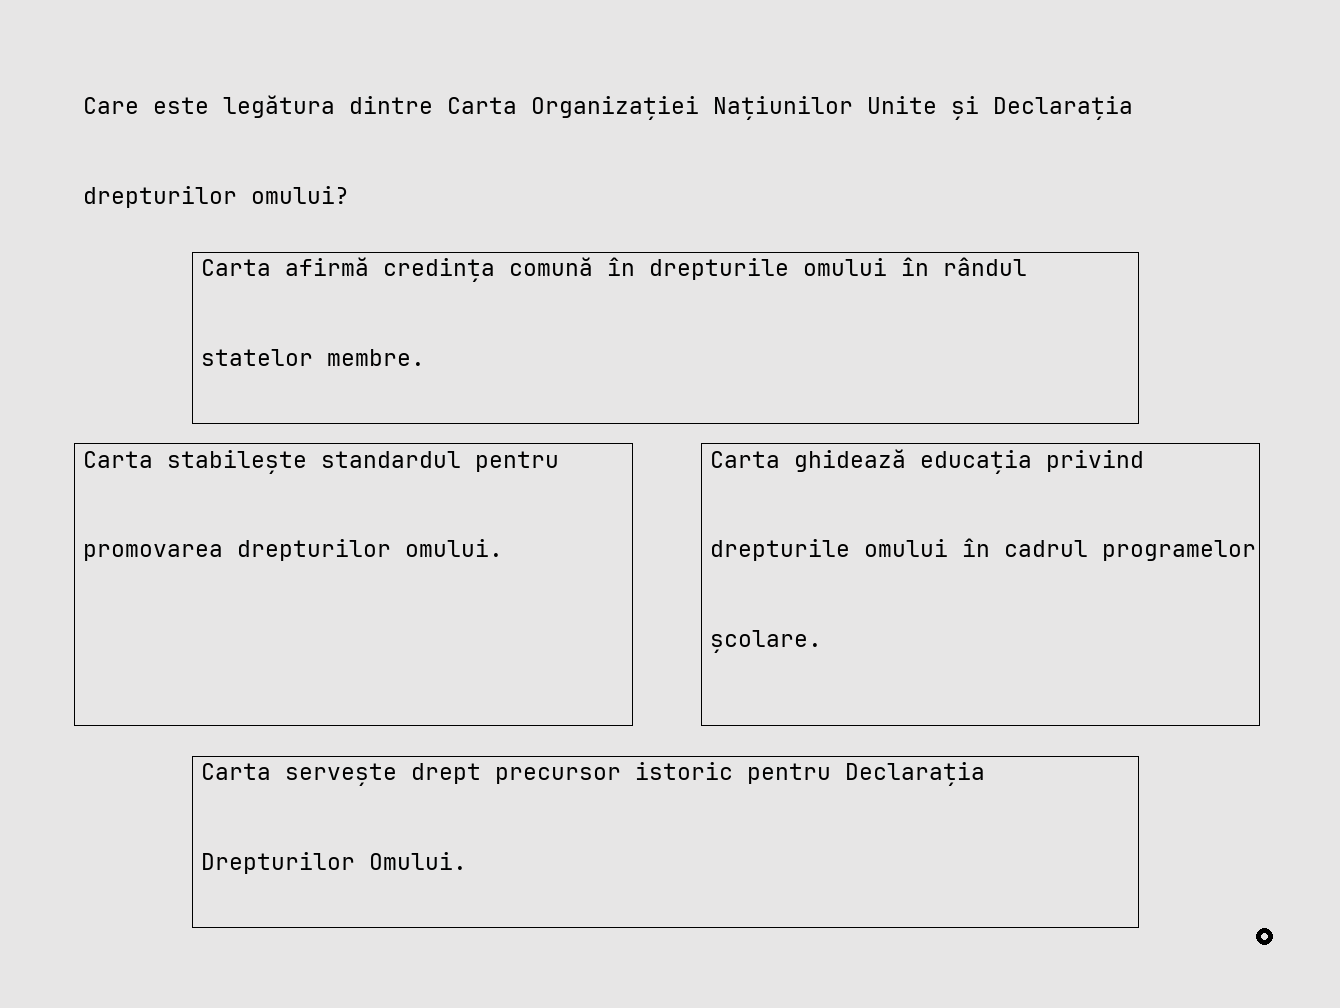 Care este legătura dintre Carta Organizației Națiunilor Unite și Declarația
drepturilor omului?
Carta afirmă credința comună în drepturile omului în rândul
statelor membre.
Carta stabilește standardul pentru
promovarea drepturilor omului.
Carta ghidează educația privind
drepturile omului în cadrul programelor
școlare.
Carta servește drept precursor istoric pentru Declarația
Drepturilor Omului.